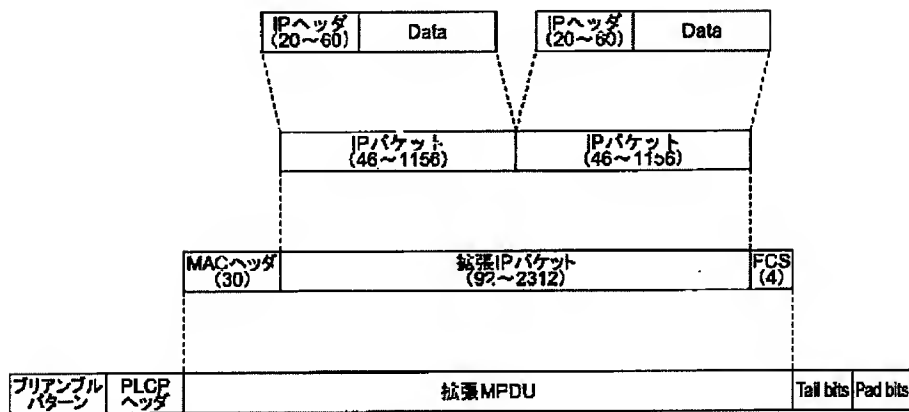 IPヘッダ
(20～60)
Data
IPヘッダ
(20～60)
Data
IPパケット
(46～1156)
IPパケット
(46～1156)
MACヘッダ
(30)
拡張IPパケット
(92～2312)
FCS
(4)
プリアンブル
パターン
PLCP
ヘッダ
拡張MPDU
Tail bits
Pad bits